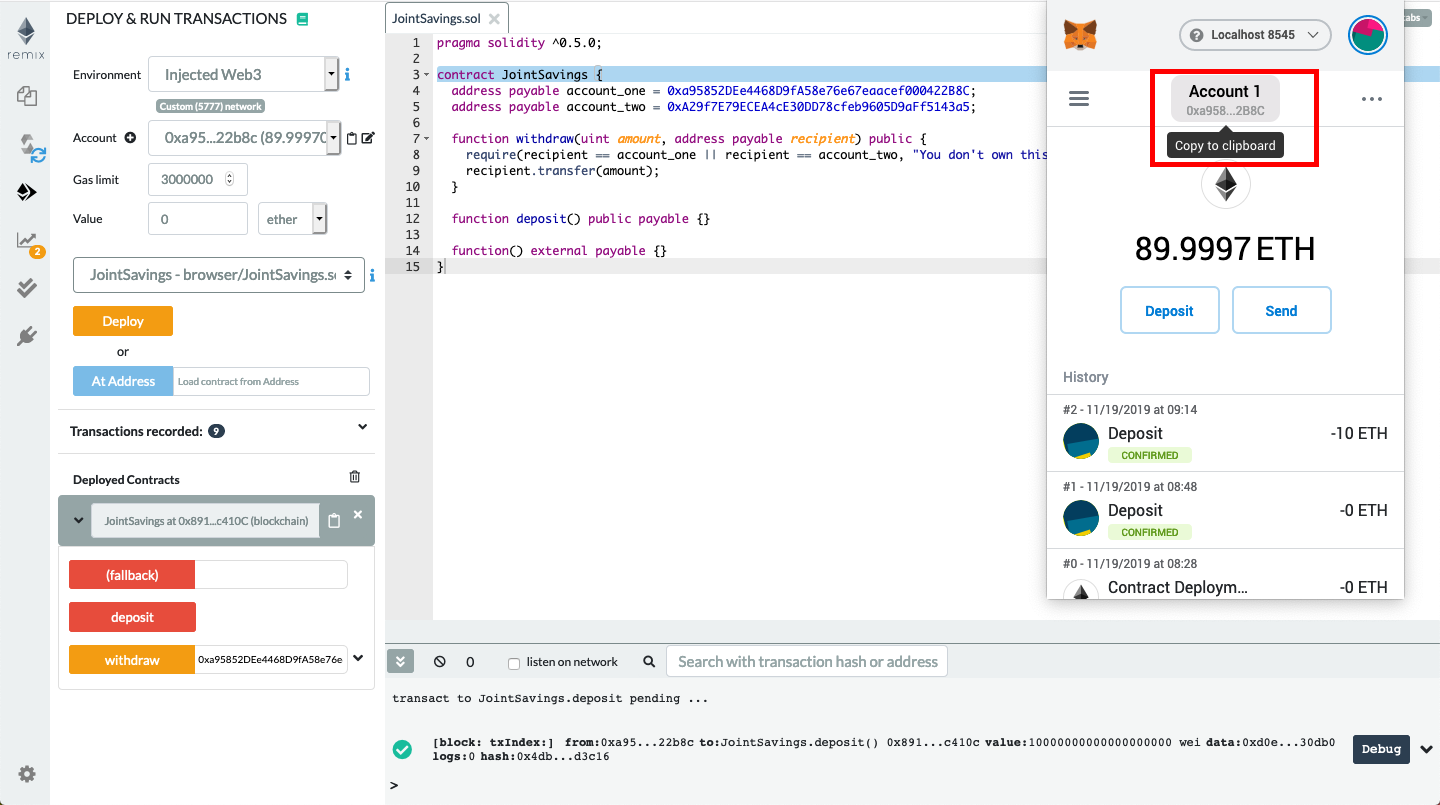 DEPLOY & RUN TRANSACTIONS
remix
Environment
Injected Web3
Custom (5777) network
Account
0xa95...22b8c (89.9997
Gas limit
3000000
Value
0
ether
JointSavings - browser/JointSavings.s
Deploy
or
At Address
Load contract from Address
Transactions recorded:
9
2
Deployed Contracts
JointSavings at 0x891...c410C (blockchain)
(fallback)
deposit
withdraw
0xa95852DEe4468D9fA58e76e
JointSavings.sol
1 pragma solidity ^0.5.0;
2
3 contract JointSavings {
4 address payable account_one = 0xa95852DEe4468D9fA58e76e67eaacef000422B8C;
5 address payable account_two = 0xA29f7E79ECEA4cE30DD78cfeb9605D9aFf5143a5;
6
7 function withdraw(uint amount, address payable recipient) public {
8 require(recipient == account_one || recipient == account_two, "You don't own this
9 recipient.transfer(amount);
10 }
11
12 function deposit() public payable {}
13
14 function() external payable {}
15 }
tabs
Localhost 8545
Account 1
0xa958...2B8C
Copy to clipboard
89.9997 ETH
Deposit
Send
History
#2 - 11/19/2019 at 09:14
Deposit
-10 ETH
CONFIRMED
#1 - 11/19/2019 at 08:48
Deposit
-0 ETH
CONFIRMED
#0 - 11/19/2019 at 08:28
Contract Deploym...
-0 ETH
0
listen on network
Search with transaction hash or address
transact to JointSavings.deposit pending ...
[block: txIndex:] from:0xa95...22b8c to:JointSavings.deposit() 0x891...c410c value:10000000000000000000 wei data:0xd0e...30db0
logs:0 hash:0x4db...d3c16
Debug
>